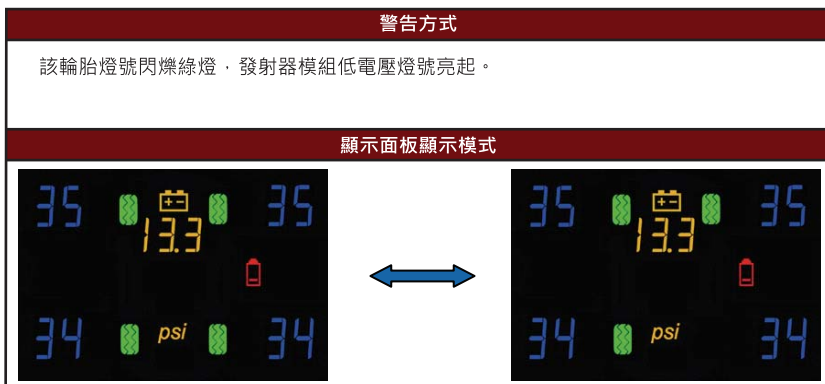 警告方式
該輪胎燈號閃爍綠燈，發射器模組低電壓燈號亮起。
顯示面板顯示模式
35 13.3 35
34 psi 34
35 13.3 35
34 psi 34